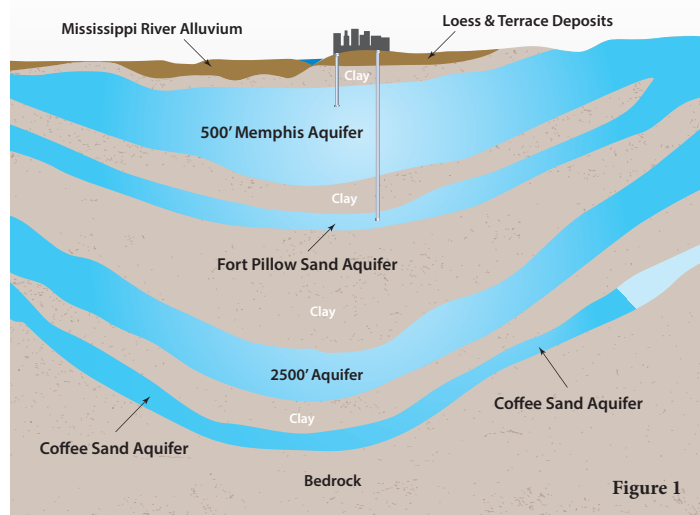 Mississippi River Alluvium
Loess & Terrace Deposits
Clay
500' Memphis Aquifer
Clay
Fort Pillow Sand Aquifer
Clay
2500' Aquifer
Coffee Sand Aquifer
Clay
Coffee Sand Aquifer
Bedrock
Figure 1